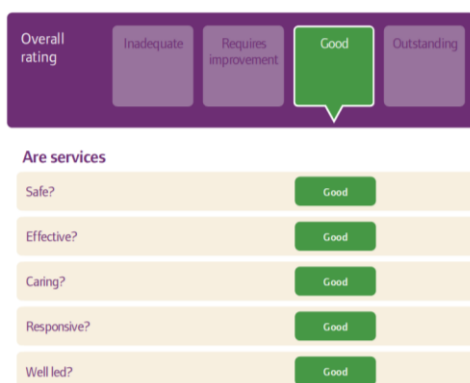 Overall rating
Inadequate
Requires improvement
Good
Outstanding
Are services
Safe? Good
Effective? Good
Caring? Good
Responsive? Good
Well led? Good